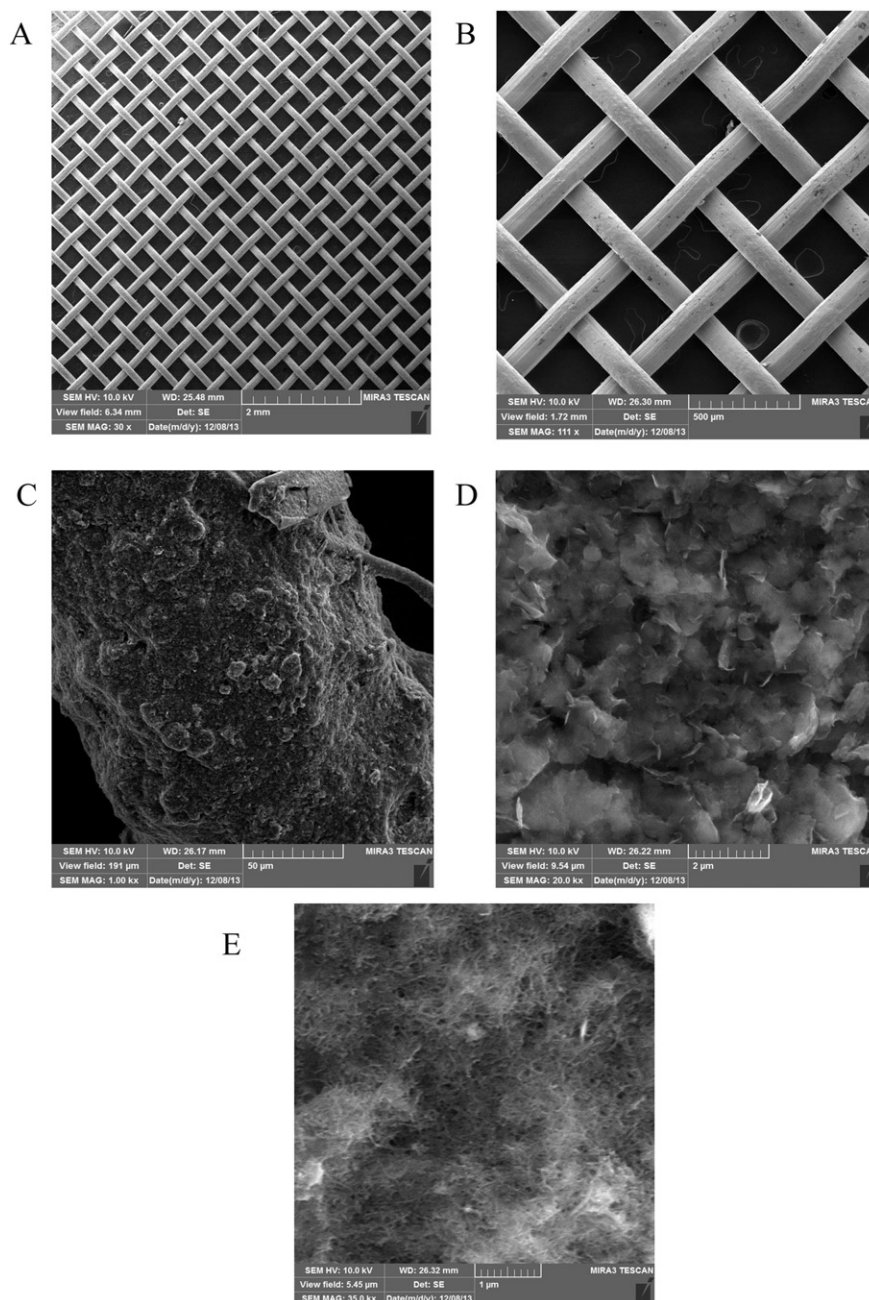 A
B
SEM HV: 10.0 kV WD: 25.48 mm MIRA3 TESCAN
View field: 6.34 mm Det: SE 2 mm
SEM MAG: 30 x Date(m/d/y): 12/08/13
SEM HV: 10.0 kV WD: 26.30 mm MIRA3 TESCAN
View field: 1.72 mm Det: SE 500 µm
SEM MAG: 111 x Date(m/d/y): 12/08/13
C
D
SEM HV: 10.0 kV WD: 26.17 mm MIRA3 TESCAN
View field: 191 µm Det: SE 50 µm
SEM MAG: 1.00 kx Date(m/d/y): 12/08/13
SEM HV: 10.0 kV WD: 26.22 mm MIRA3 TESCAN
View field: 9.54 µm Det: SE 2 µm
SEM MAG: 20.0 kx Date(m/d/y): 12/08/13
E
SEM HV: 10.0 kV WD: 26.32 mm MIRA3 TESCAN
View field: 5.45 µm Det: SE 1 µm
SEM MAG: 35.0 kx Date(m/d/y): 12/08/13